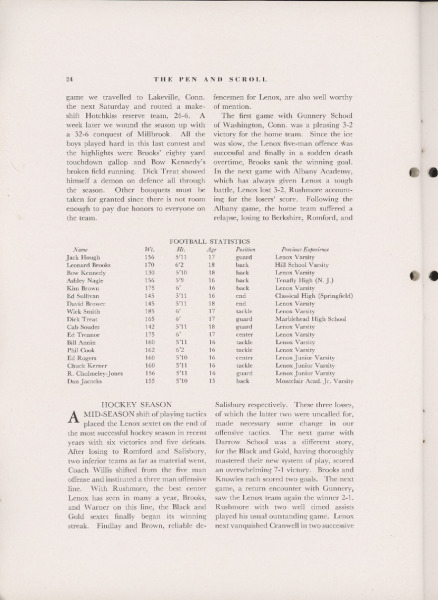 24
THE PEN AND SCROLL
game we travelled to Lakeville, Conn.
the next Saturday and routed a make-
shift Hotchkiss reserve team, 26-6. A
week later we wound the season up with
a 32-6 conquest of Millbrook. All the
boys played hard in this last contest and
the highlights were Brooks' eighty yard
touchdown gallop and Bow Kennedy's
broken field running. Dick Treat showed
himself a demon on defence all through
the season. Other bouquets must be
taken for granted since there is not room
enough to pay due honors to everyone on
the team.
fencemen for Lenox, are also well worthy
of mention.
The first game with Gunnery School
of Washington, Conn. was a pleasing 3-2
victory for the home team. Since the ice
was slow, the Lenox five-man offence was
successful and finally in a sudden death
overtime, Brooks sank the winning goal.
In the next game with Albany Academy,
which has always given Lenox a tough
battle, Lenox lost 3-2, Rushmore account-
ing for the losers' score. Following the
Albany game, the home team suffered a
relapse, losing to Berkshire, Romford, and
FOOTBALL STATISTICS
Name Wt. Ht. Age Position Previous Experience
Jack Hough 156 5'11 17 guard Lenox Varsity
Leonard Brooks 170 6'2 18 back Hill School Varsity
Bow Kennedy 130 5'10 18 back Lenox Varsity
Ashley Nagle 156 5'9 16 back Tenafly High (N. J.)
Kim Brown 175 6' 16 back Lenox Varsity
Ed Sullivan 145 5'11 16 end Classical High (Springfield)
David Brower 145 5'11 18 end Lenox Varsity
Wick Smith 185 6' 17 tackle Lenox Varsity
Dick Treat 165 6' 17 guard Marblehead High School
Cab Souder 142 5'11 18 guard Lenox Varsity
Ed Treanor 175 6' 17 center Lenox Varsity
Bill Annin 160 5'11 16 tackle Lenox Varsity
Phil Cook 162 6'2 16 tackle Lenox Varsity
Ed Rogers 160 5'10 16 center Lenox Junior Varsity
Chuck Kerner 160 5'11 16 tackle Lenox Junior Varsity
R. Cholmeley-Jones 156 5'11 16 guard Lenox Junior Varsity
Dan Jacocks 155 5'10 15 back Montclair Acad. Jr. Varsity
HOCKEY SEASON
A MID-SEASON shift of playing tactics
placed the Lenox sextet on the end of
the most successful hockey season in recent
years with six victories and five defeats.
After losing to Romford and Salisbury,
two inferior teams as far as material went,
Coach Willis shifted from the five man
offense and instituted a three man offensive
line. With Rushmore, the best center
Lenox has seen in many a year, Brooks,
and Warner on this line, the Black and
Gold sextet finally began its winning
streak. Findlay and Brown, reliable de-
Salisbury respectively. These three losses,
of which the latter two were uncalled for,
made necessary some change in our
offensive tactics. The next game with
Darrow School was a different story,
for the Black and Gold, having thoroughly
mastered their new system of play, scored
an overwhelming 7-1 victory. Brooks and
Knowles each scored two goals. The next
game, a return encounter with Gunnery,
saw the Lenox team again the winner 2-1.
Rushmore with two well timed assists
played his usual outstanding game. Lenox
next vanquished Cranwell in two successive